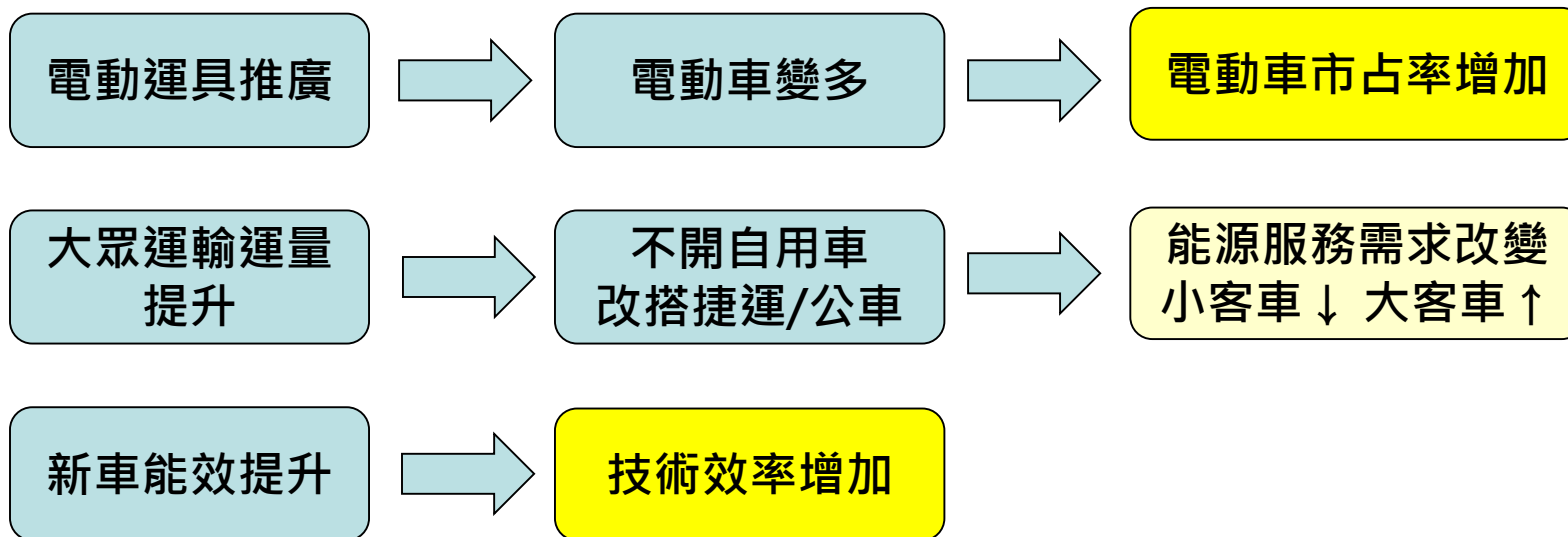 電動運具推廣
電動車變多
電動車市占率增加
大眾運輸運量
提升
不開自用車
改搭捷運/公車
能源服務需求改變
小客車↓ 大客車↑
新車能效提升
技術效率增加